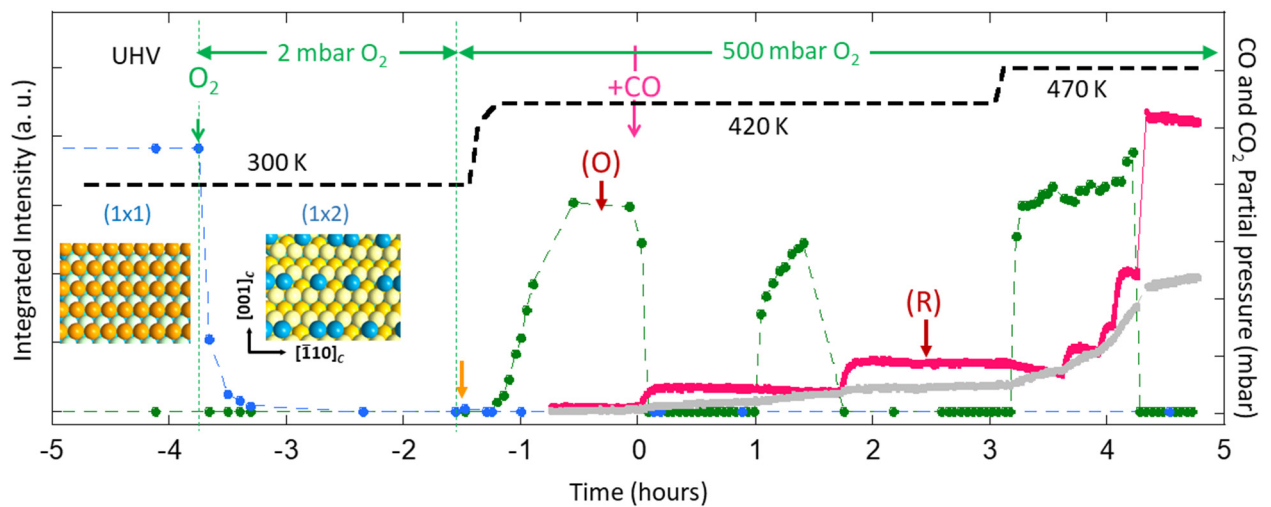 UHV
2 mbar O₂
500 mbar O₂
O₂
+CO
470 K
420 K
300 K
(O)
(1x1)
(1x2)
[001]c
[1̄10]c
(R)
Integrated Intensity (a. u.)
CO and CO₂ Partial pressure (mbar)
-5 -4 -3 -2 -1 0 1 2 3 4 5
Time (hours)